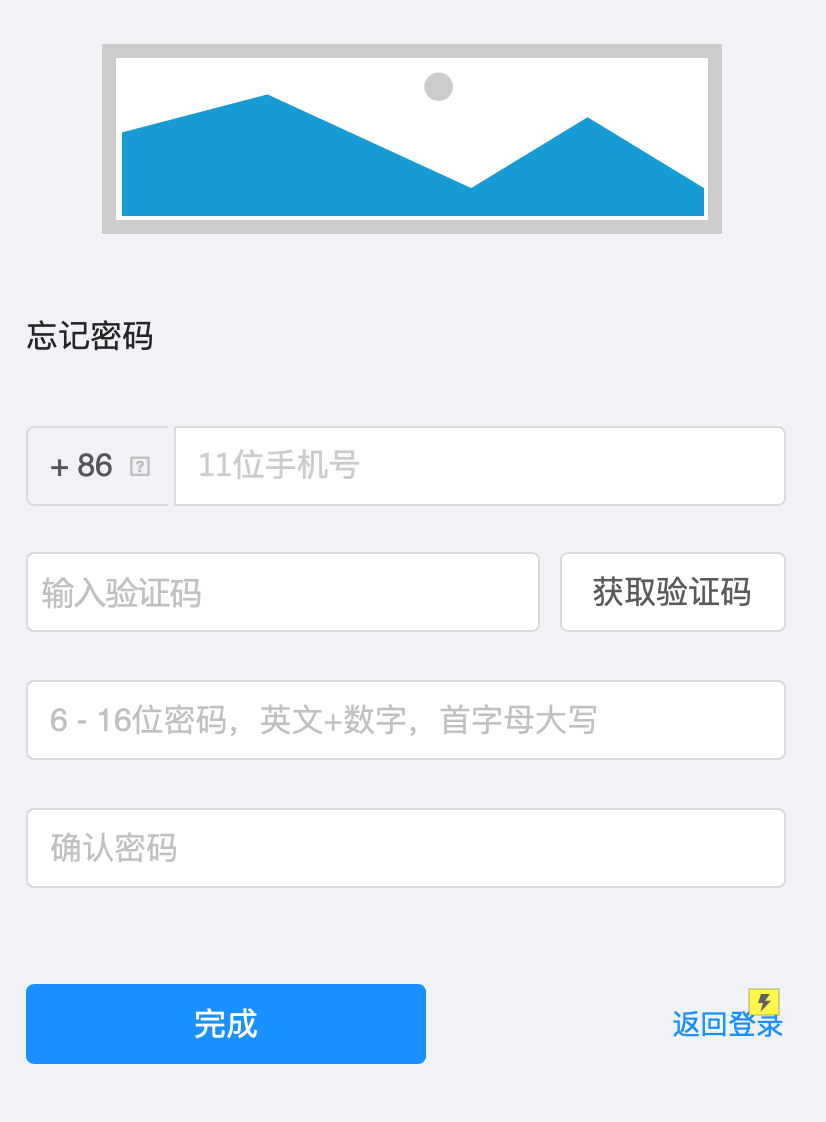 忘记密码
+ 86
11位手机号
输入验证码
获取验证码
6 - 16位密码，英文+数字，首字母大写
确认密码
完成
返回登录